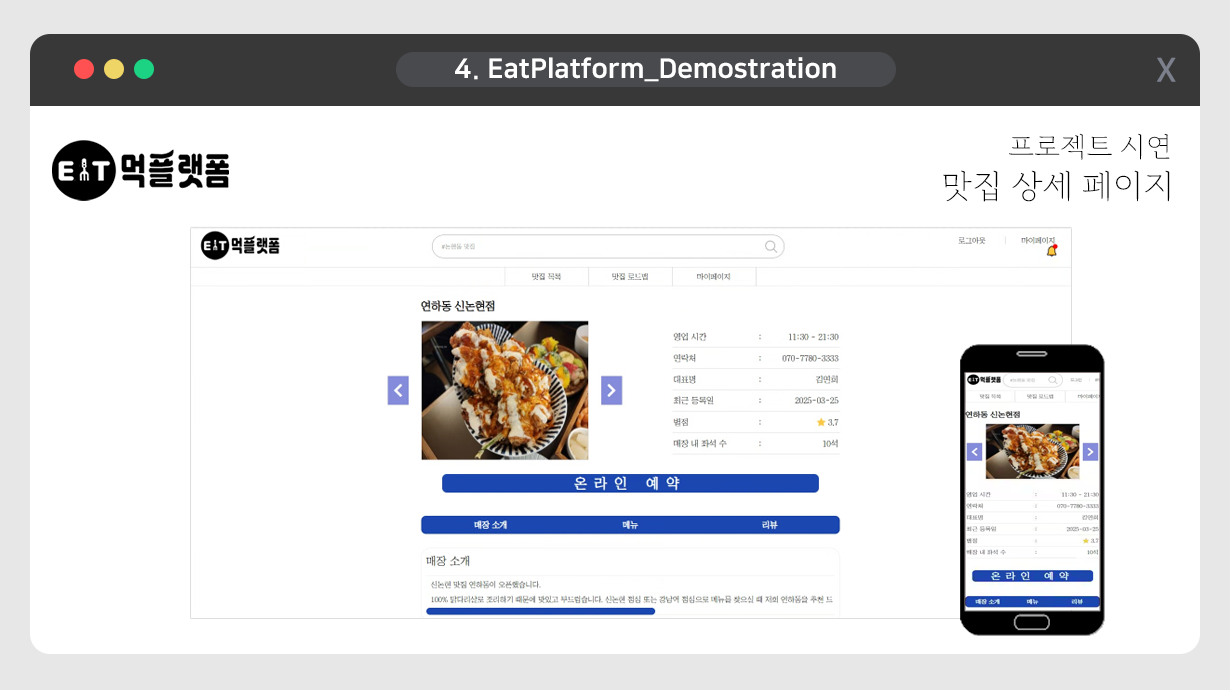 4. EatPlatform_Demostration
X
EAT 먹플랫폼
프로젝트 시연
맛집 상세 페이지
EAT 먹플랫폼
#논현동 맛집
로그아웃
마이페이지
맛집 목록
맛집 로드맵
마이페이지
연하동 신논현점
영업 시간 : 11:30 - 21:30
연락처 : 070-7780-3333
대표명 : 김연희
최근 등록일 : 2025-03-25
별점 : 3.7
매장 내 좌석 수 : 10석
온라인 예약
매장 소개
메뉴
리뷰
매장 소개
신논현 맛집 연하동이 오픈했습니다.
100% 닭다리살로 조리하기 때문에 맛있고 부드럽습니다. 신논현 점심 또는 강남역 점심으로 메뉴를 찾으실 때 저희 연하동을 추천 드
EAT 먹플랫폼
맛집 목록
맛집 로드맵
마이페이지
연하동 신논현점
영업 시간 : 11:30 - 21:30
연락처 : 070-7780-3333
대표명 : 김연희
최근 등록일 : 2025-03-25
별점 : 3.7
매장 내 좌석 수 : 10석
온라인 예약
매장 소개
메뉴
리뷰